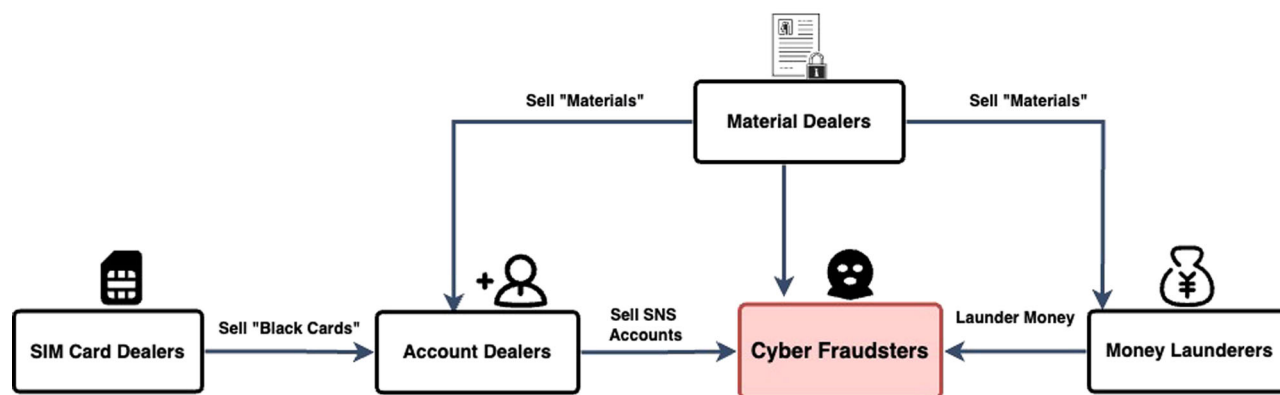 Sell "Materials"
Sell "Materials"
Material Dealers
Sell SNS
Accounts
Launder Money
Sell "Black Cards"
SIM Card Dealers
Account Dealers
Cyber Fraudsters
Money Launderers
¥